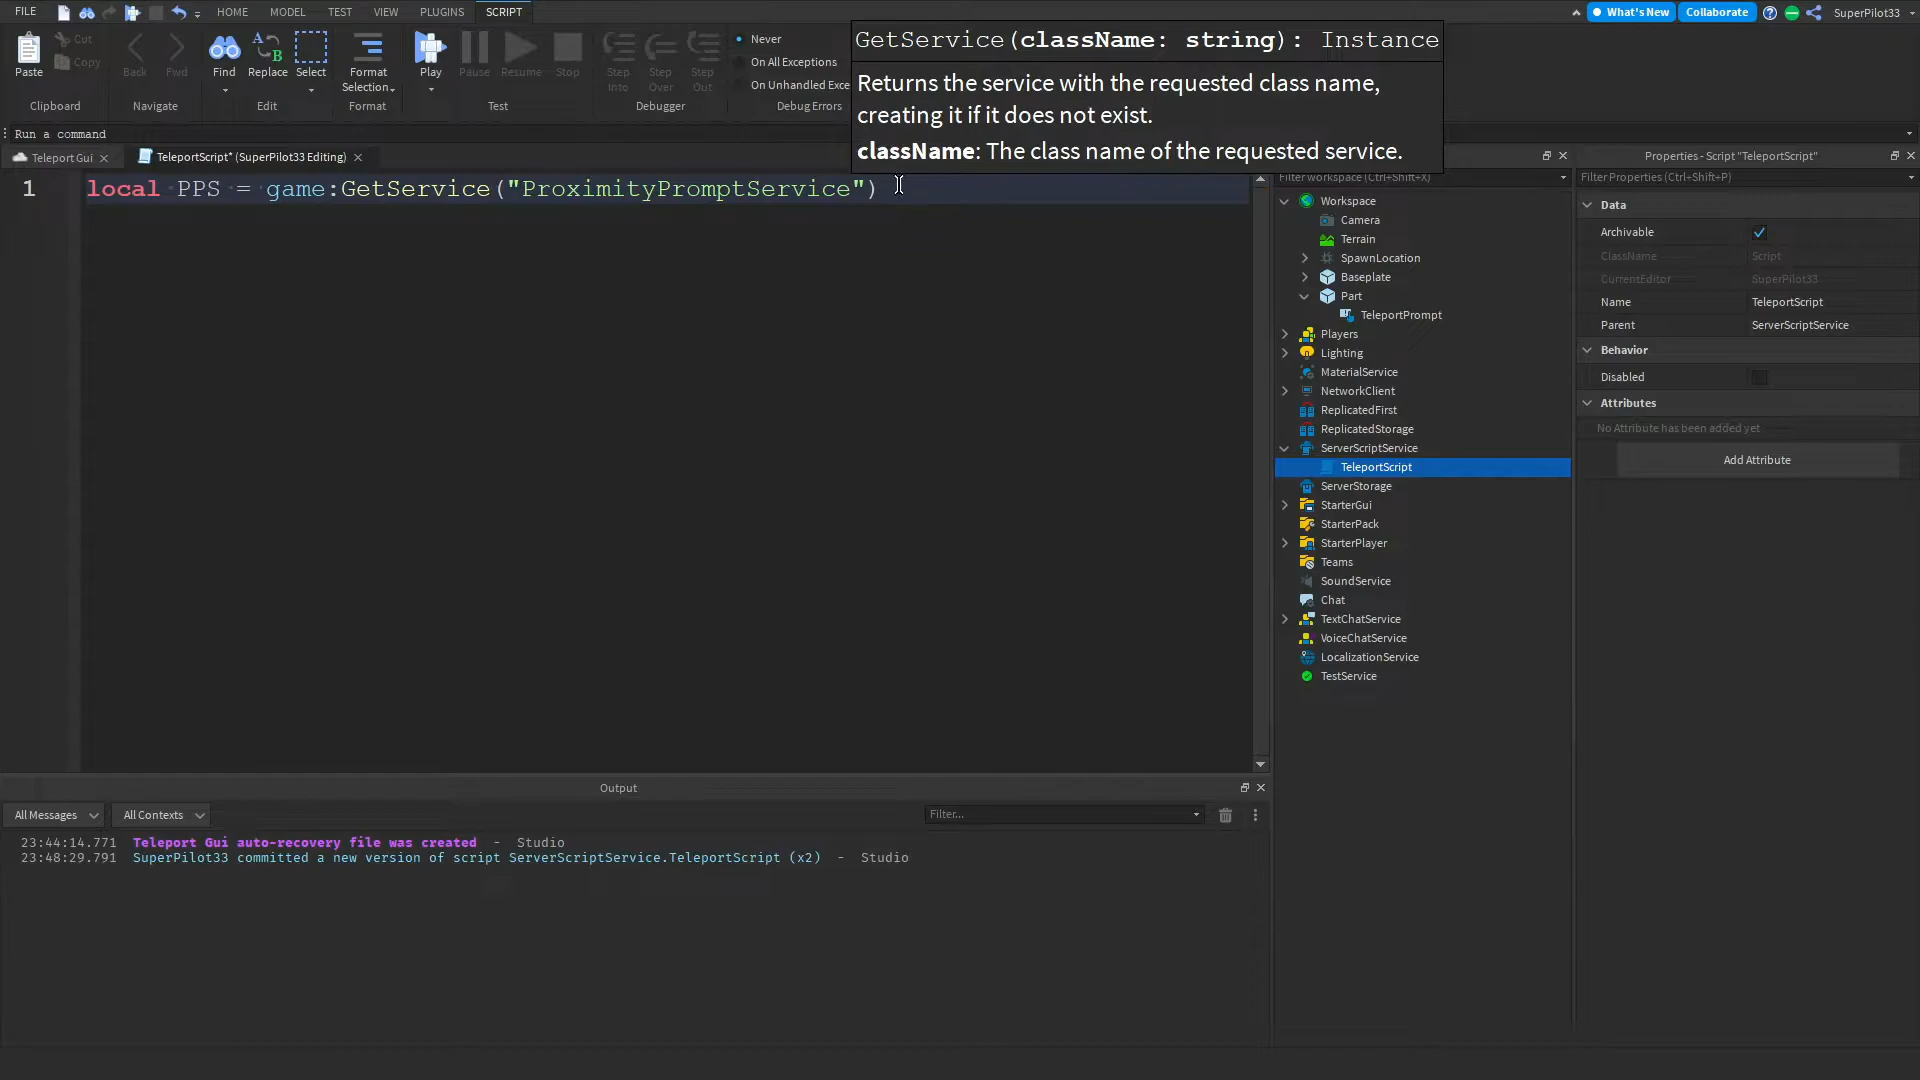 FILE HOME MODEL TEST VIEW PLUGINS SCRIPT What's New Collaborate SuperPilot33
Paste Cut Copy Back Fwd Find Replace Select Format Selection Play Pause Resume Stop Step Into Step Over Step Out
Never
On All Exceptions
On Unhandled Exce
Clipboard Navigate Edit Format Test Debugger Debug Errors
GetService(className: string): Instance
Returns the service with the requested class name,
creating it if it does not exist.
className: The class name of the requested service.
Run a command
Teleport Gui TeleportScript* (SuperPilot33 Editing)
1 local PPS = game:GetService("ProximityPromptService")
Filter workspace (Ctrl+Shift+X)
Workspace
Camera
Terrain
SpawnLocation
Baseplate
Part
TeleportPrompt
Players
Lighting
MaterialService
NetworkClient
ReplicatedFirst
ReplicatedStorage
ServerScriptService
TeleportScript
ServerStorage
StarterGui
StarterPack
StarterPlayer
Teams
SoundService
Chat
TextChatService
VoiceChatService
LocalizationService
TestService
Properties - Script "TeleportScript"
Filter Properties (Ctrl+Shift+P)
Data
Archivable
ClassName Script
CurrentEditor SuperPilot33
Name TeleportScript
Parent ServerScriptService
Behavior
Disabled
Attributes
No Attribute has been added yet
Add Attribute
Output
All Messages All Contexts Filter...
23:44:14.771 Teleport Gui auto-recovery file was created - Studio
23:48:29.791 SuperPilot33 committed a new version of script ServerScriptService.TeleportScript (x2) - Studio